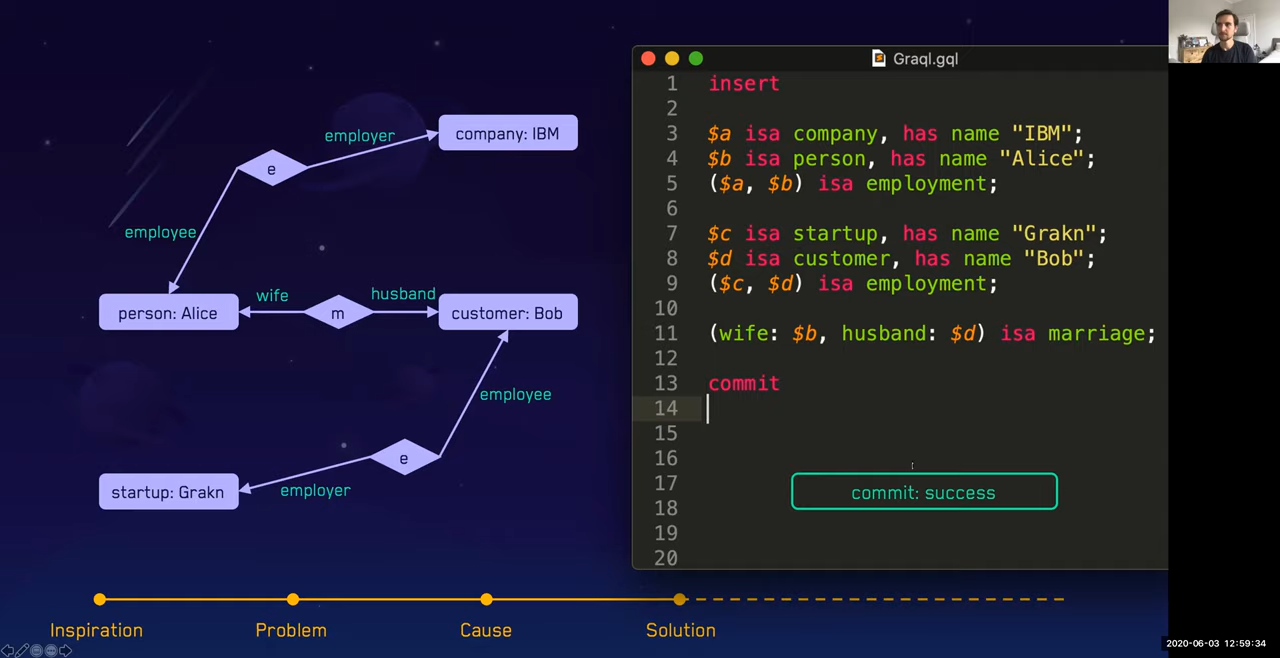 employer
company: IBM
e
employee
wife
husband
person: Alice
m
customer: Bob
employee
e
startup: Grakn
employer
Graql.gql
1 insert
2
3 $a isa company, has name "IBM";
4 $b isa person, has name "Alice";
5 ($a, $b) isa employment;
6
7 $c isa startup, has name "Grakn";
8 $d isa customer, has name "Bob";
9 ($c, $d) isa employment;
10
11 (wife: $b, husband: $d) isa marriage;
12
13 commit
14
15
16
17
18
19
20
commit: success
Inspiration
Problem
Cause
Solution
2020-06-03 12:59:34